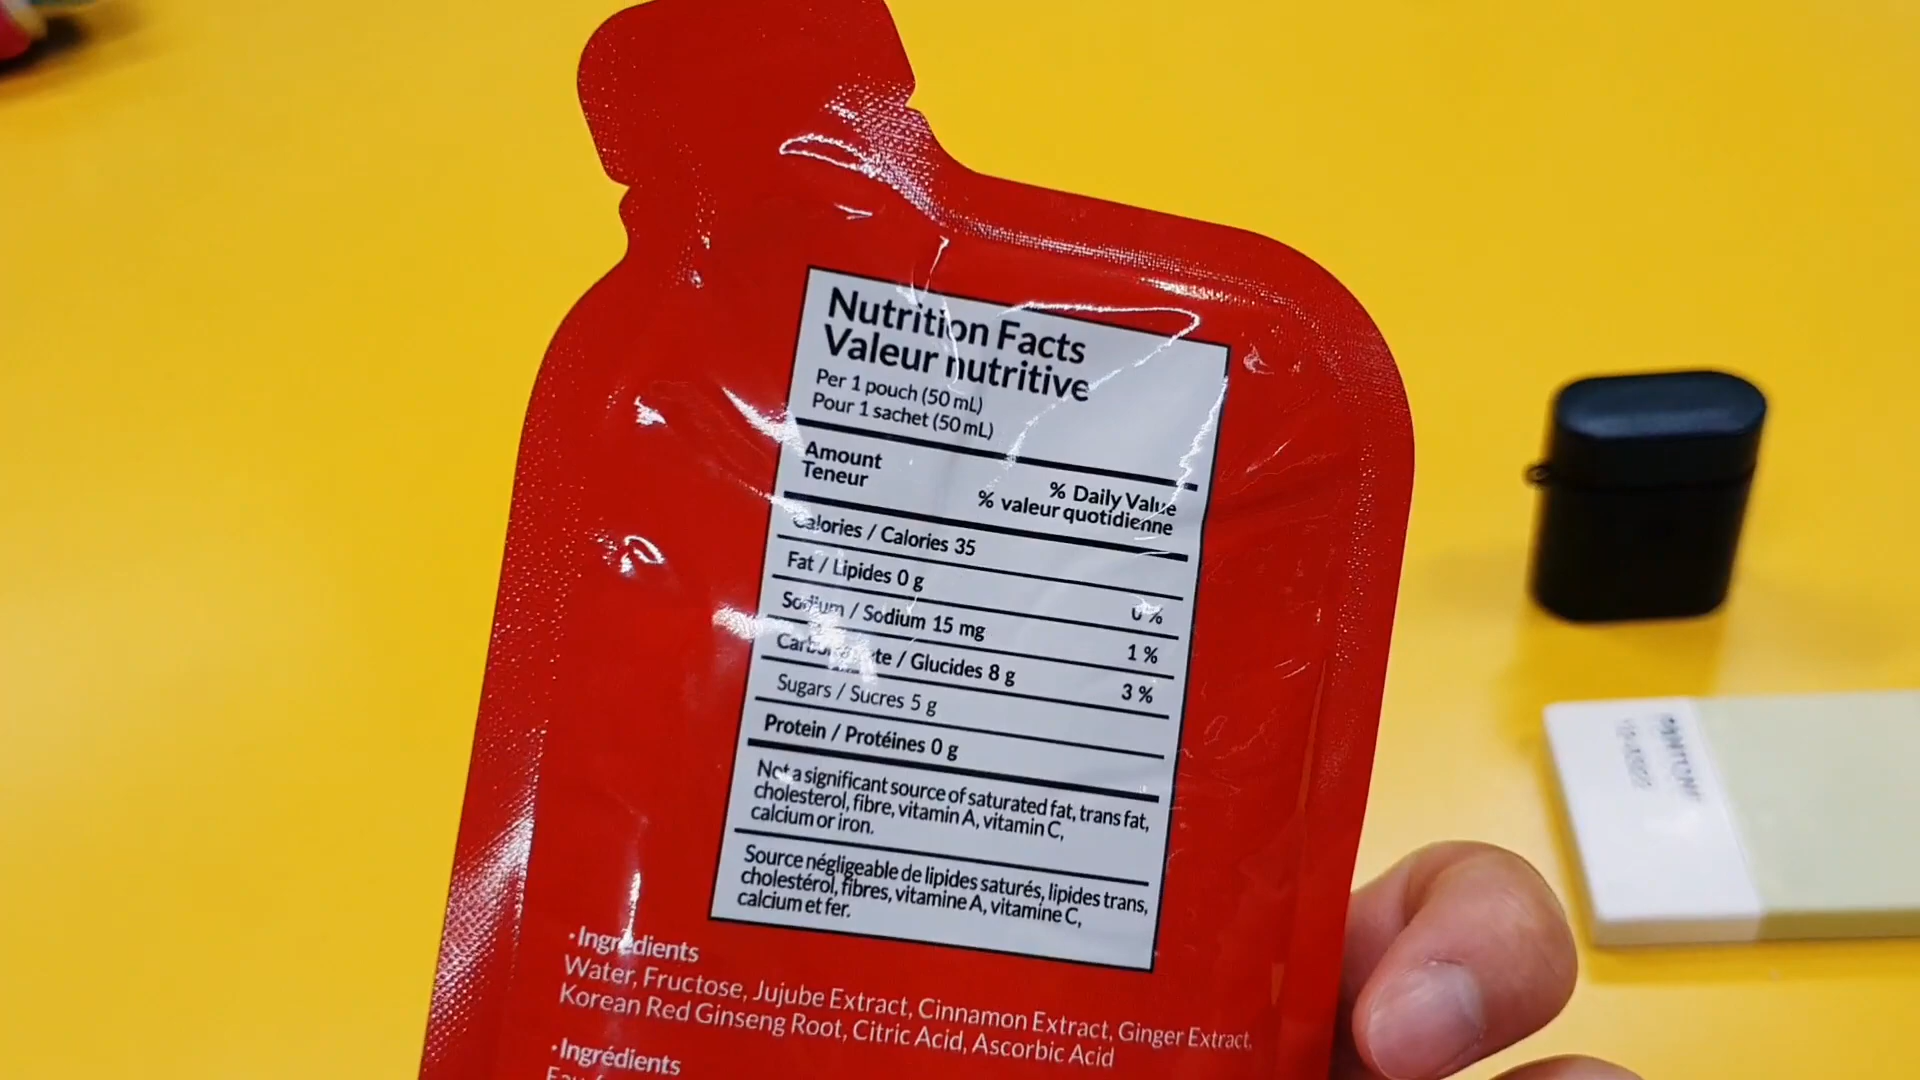 Nutrition Facts
Valeur nutritive
Per 1 pouch (50 mL)
Pour 1 sachet (50 mL)
Amount
Teneur
% Daily Value
% valeur quotidienne
Calories / Calories 35
Fat / Lipides 0 g 0 %
Sodium / Sodium 15 mg 1 %
Carbohydrate / Glucides 8 g 3 %
Sugars / Sucres 5 g
Protein / Protéines 0 g
Not a significant source of saturated fat, trans fat,
cholesterol, fibre, vitamin A, vitamin C,
calcium or iron.
Source négligeable de lipides saturés, lipides trans,
cholestérol, fibres, vitamine A, vitamine C,
calcium et fer.
·Ingredients
Water, Fructose, Jujube Extract, Cinnamon Extract, Ginger Extract,
Korean Red Ginseng Root, Citric Acid, Ascorbic Acid
·Ingrédients
PANTONE